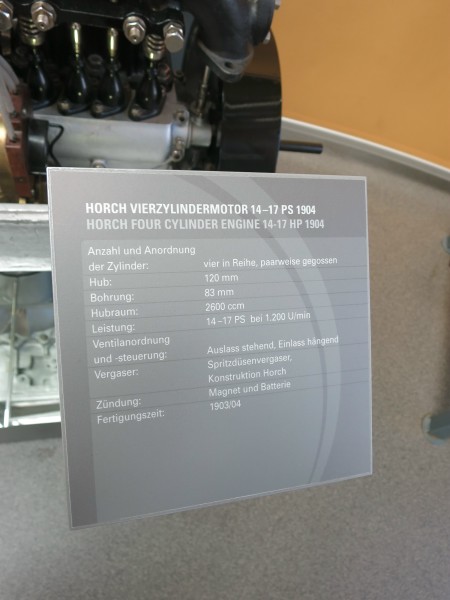 HORCH VIERZYLINDERMOTOR 14–17 PS 1904
HORCH FOUR CYLINDER ENGINE 14-17 HP 1904
Anzahl und Anordnung
der Zylinder: vier in Reihe, paarweise gegossen
Hub: 120 mm
Bohrung: 83 mm
Hubraum: 2600 ccm
Leistung: 14–17 PS bei 1.200 U/min
Ventilanordnung
und -steuerung: Auslass stehend, Einlass hängend
Vergaser: Spritzdüsenvergaser,
Konstruktion Horch
Zündung: Magnet und Batterie
Fertigungszeit: 1903/04